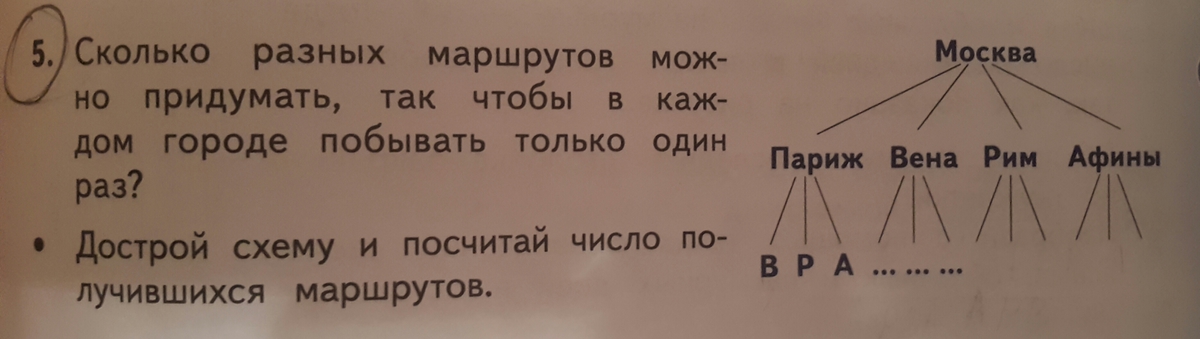 5. Сколько разных маршрутов мож-
но придумать, так чтобы в каж-
дом городе побывать только один
раз?
• Дострой схему и посчитай число по-
лучившихся маршрутов.
Москва
Париж Вена Рим Афины
В Р А ... ... ...